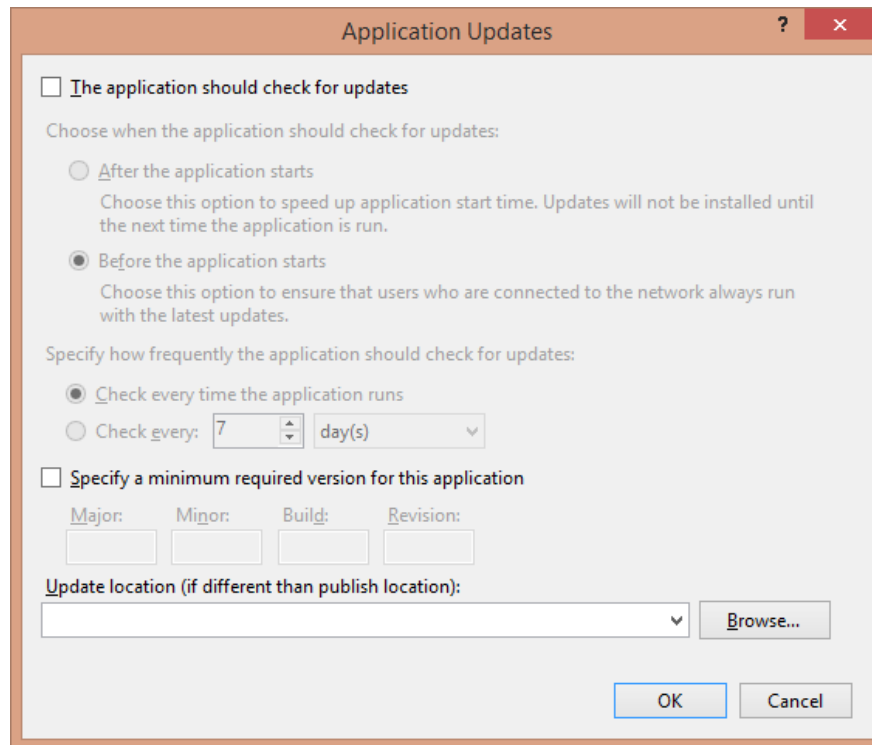 Application Updates
?
The application should check for updates
Choose when the application should check for updates:
After the application starts
Choose this option to speed up application start time. Updates will not be installed until
the next time the application is run.
Before the application starts
Choose this option to ensure that users who are connected to the network always run
with the latest updates.
Specify how frequently the application should check for updates:
Check every time the application runs
Check every: 7 day(s)
Specify a minimum required version for this application
Major: Minor: Build: Revision:
Update location (if different than publish location):
Browse...
OK Cancel